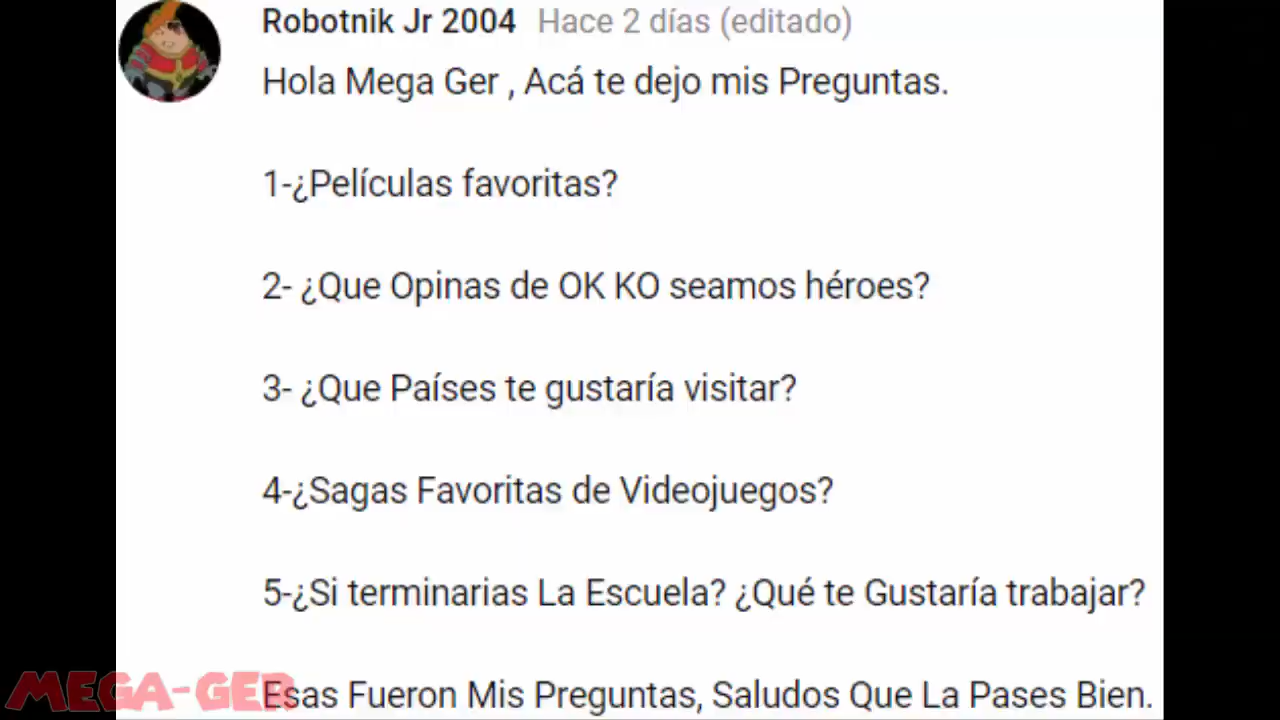 Robotnik Jr 2004 Hace 2 días (editado)
Hola Mega Ger , Acá te dejo mis Preguntas.
1-¿Películas favoritas?
2- ¿Que Opinas de OK KO seamos héroes?
3- ¿Que Países te gustaría visitar?
4-¿Sagas Favoritas de Videojuegos?
5-¿Si terminarias La Escuela? ¿Qué te Gustaría trabajar?
Esas Fueron Mis Preguntas, Saludos Que La Pases Bien.
MEGA-GER